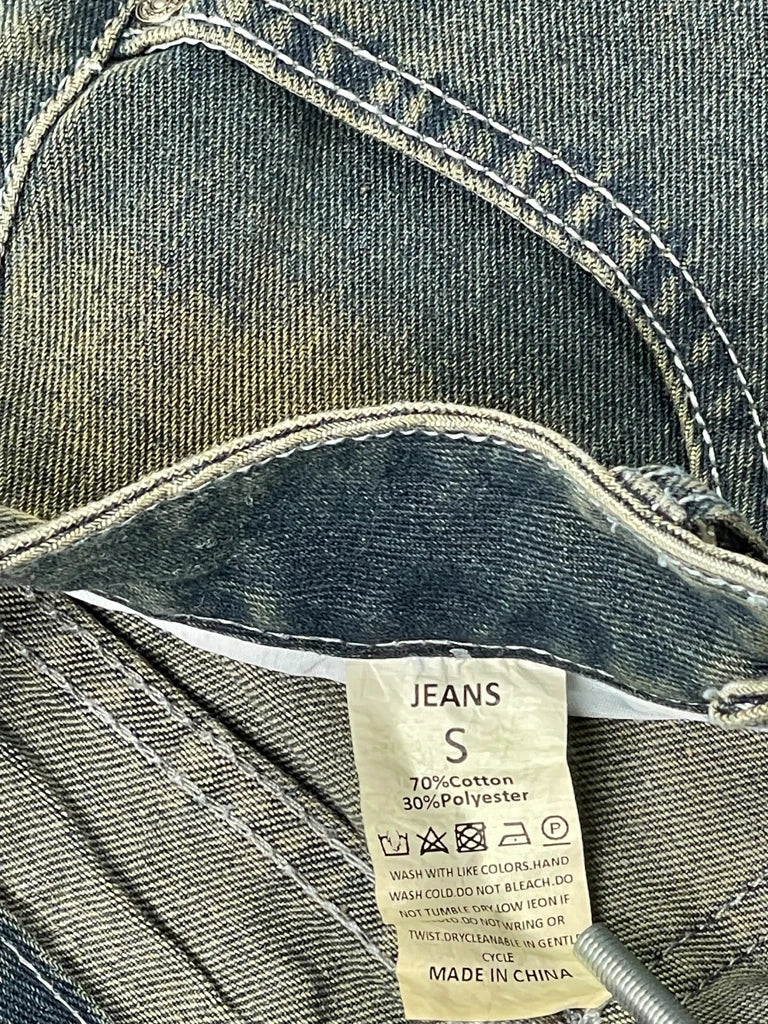 JEANS
S
70%Cotton
30%Polyester
P
WASH WITH LIKE COLORS.HAND
WASH COLD.DO NOT BLEACH.DO
NOT TUMBLE DRY.LOW IEON IF
DO NOT WRING OR
TWIST.DRYCLEANABLE IN GENTLE
CYCLE
MADE IN CHINA